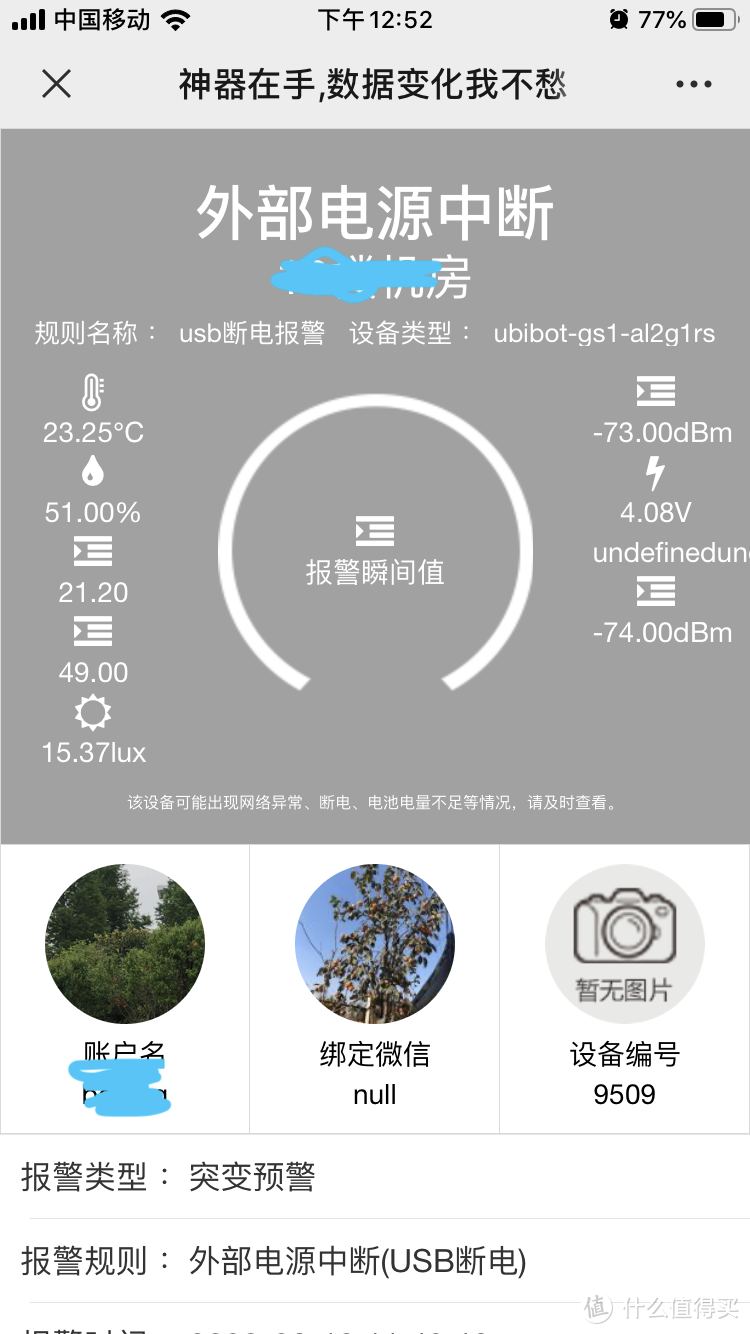 中国移动 下午12:52 77%
神器在手,数据变化我不愁
外部电源中断
机房
规则名称： usb断电报警 设备类型： ubibot-gs1-al2g1rs
23.25°C
51.00%
21.20
49.00
15.37lux
报警瞬间值
-73.00dBm
4.08V
undefinedund
-74.00dBm
该设备可能出现网络异常、断电、电池电量不足等情况，请及时查看。
暂无图片
账户名
绑定微信
null
设备编号
9509
报警类型： 突变预警
报警规则： 外部电源中断(USB断电)
值 什么值得买